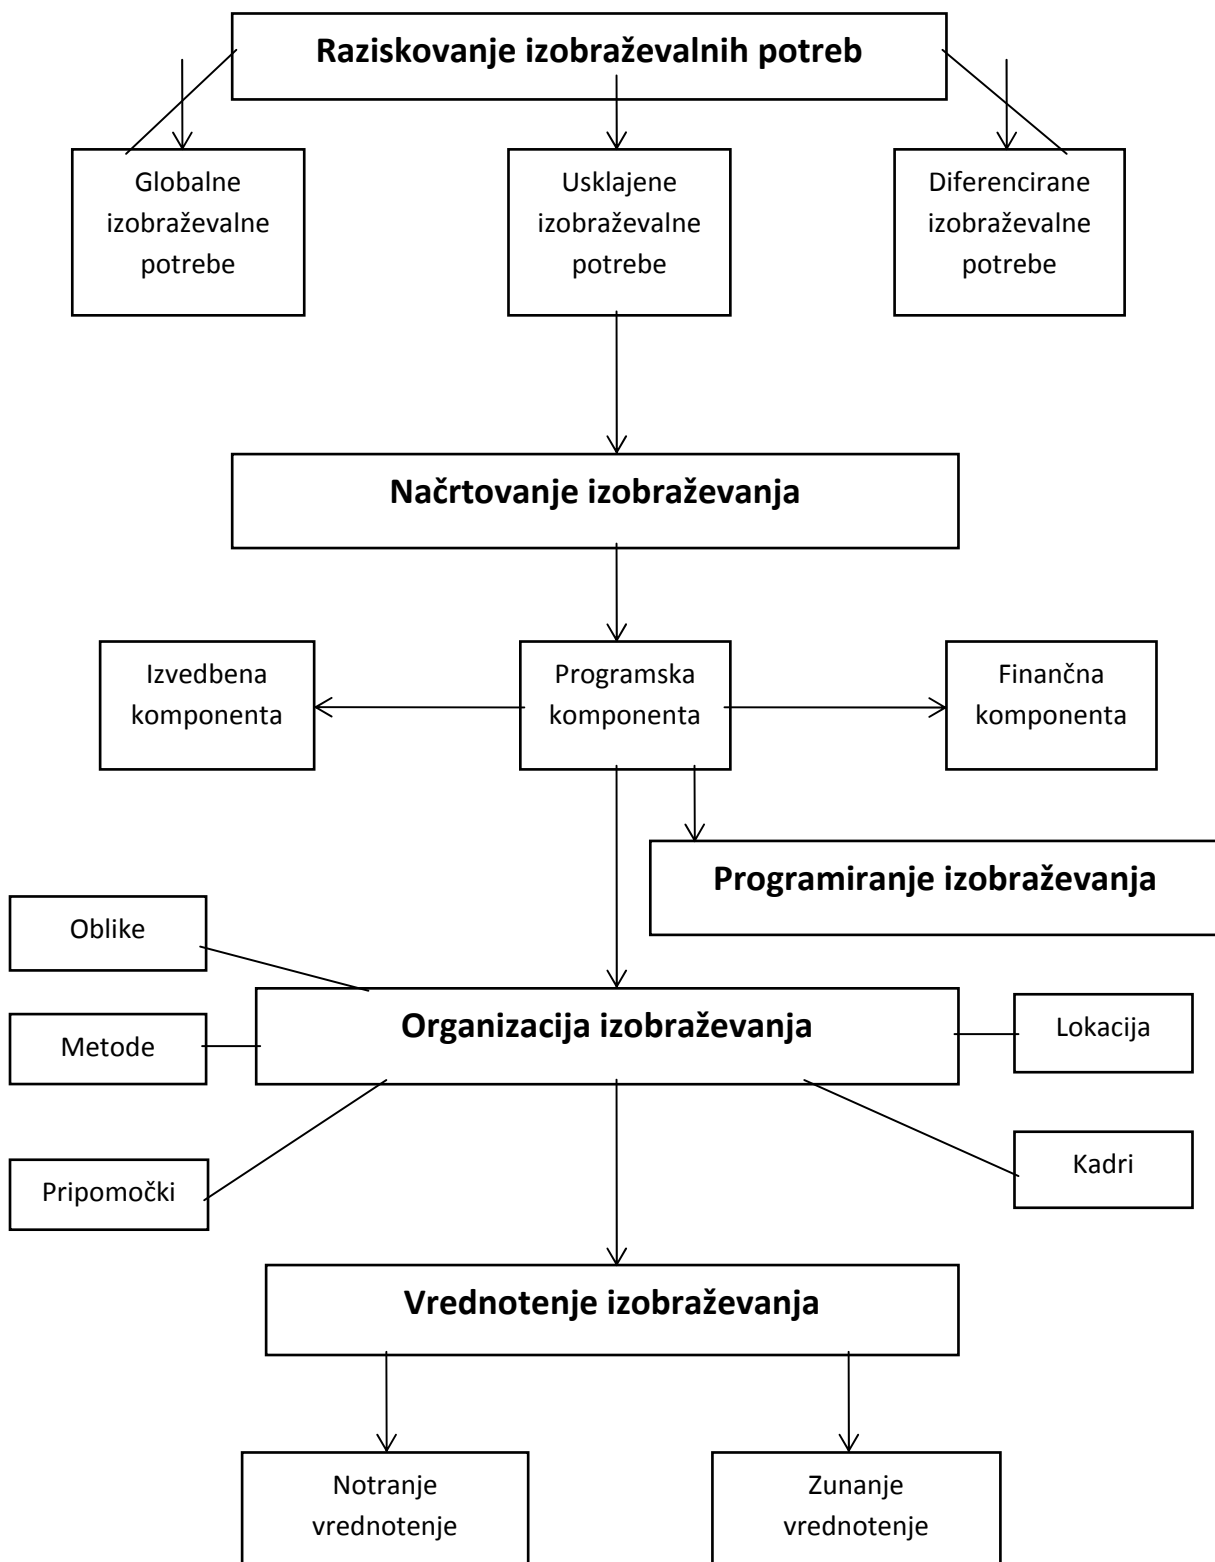 Raziskovanje izobraževalnih potreb
Globalne
izobraževalne
potrebe
Usklajene
izobraževalne
potrebe
Diferencirane
izobraževalne
potrebe
Načrtovanje izobraževanja
Izvedbena
komponenta
Programska
komponenta
Finančna
komponenta
Programiranje izobraževanja
Oblike
Metode
Pripomočki
Organizacija izobraževanja
Lokacija
Kadri
Vrednotenje izobraževanja
Notranje
vrednotenje
Zunanje
vrednotenje